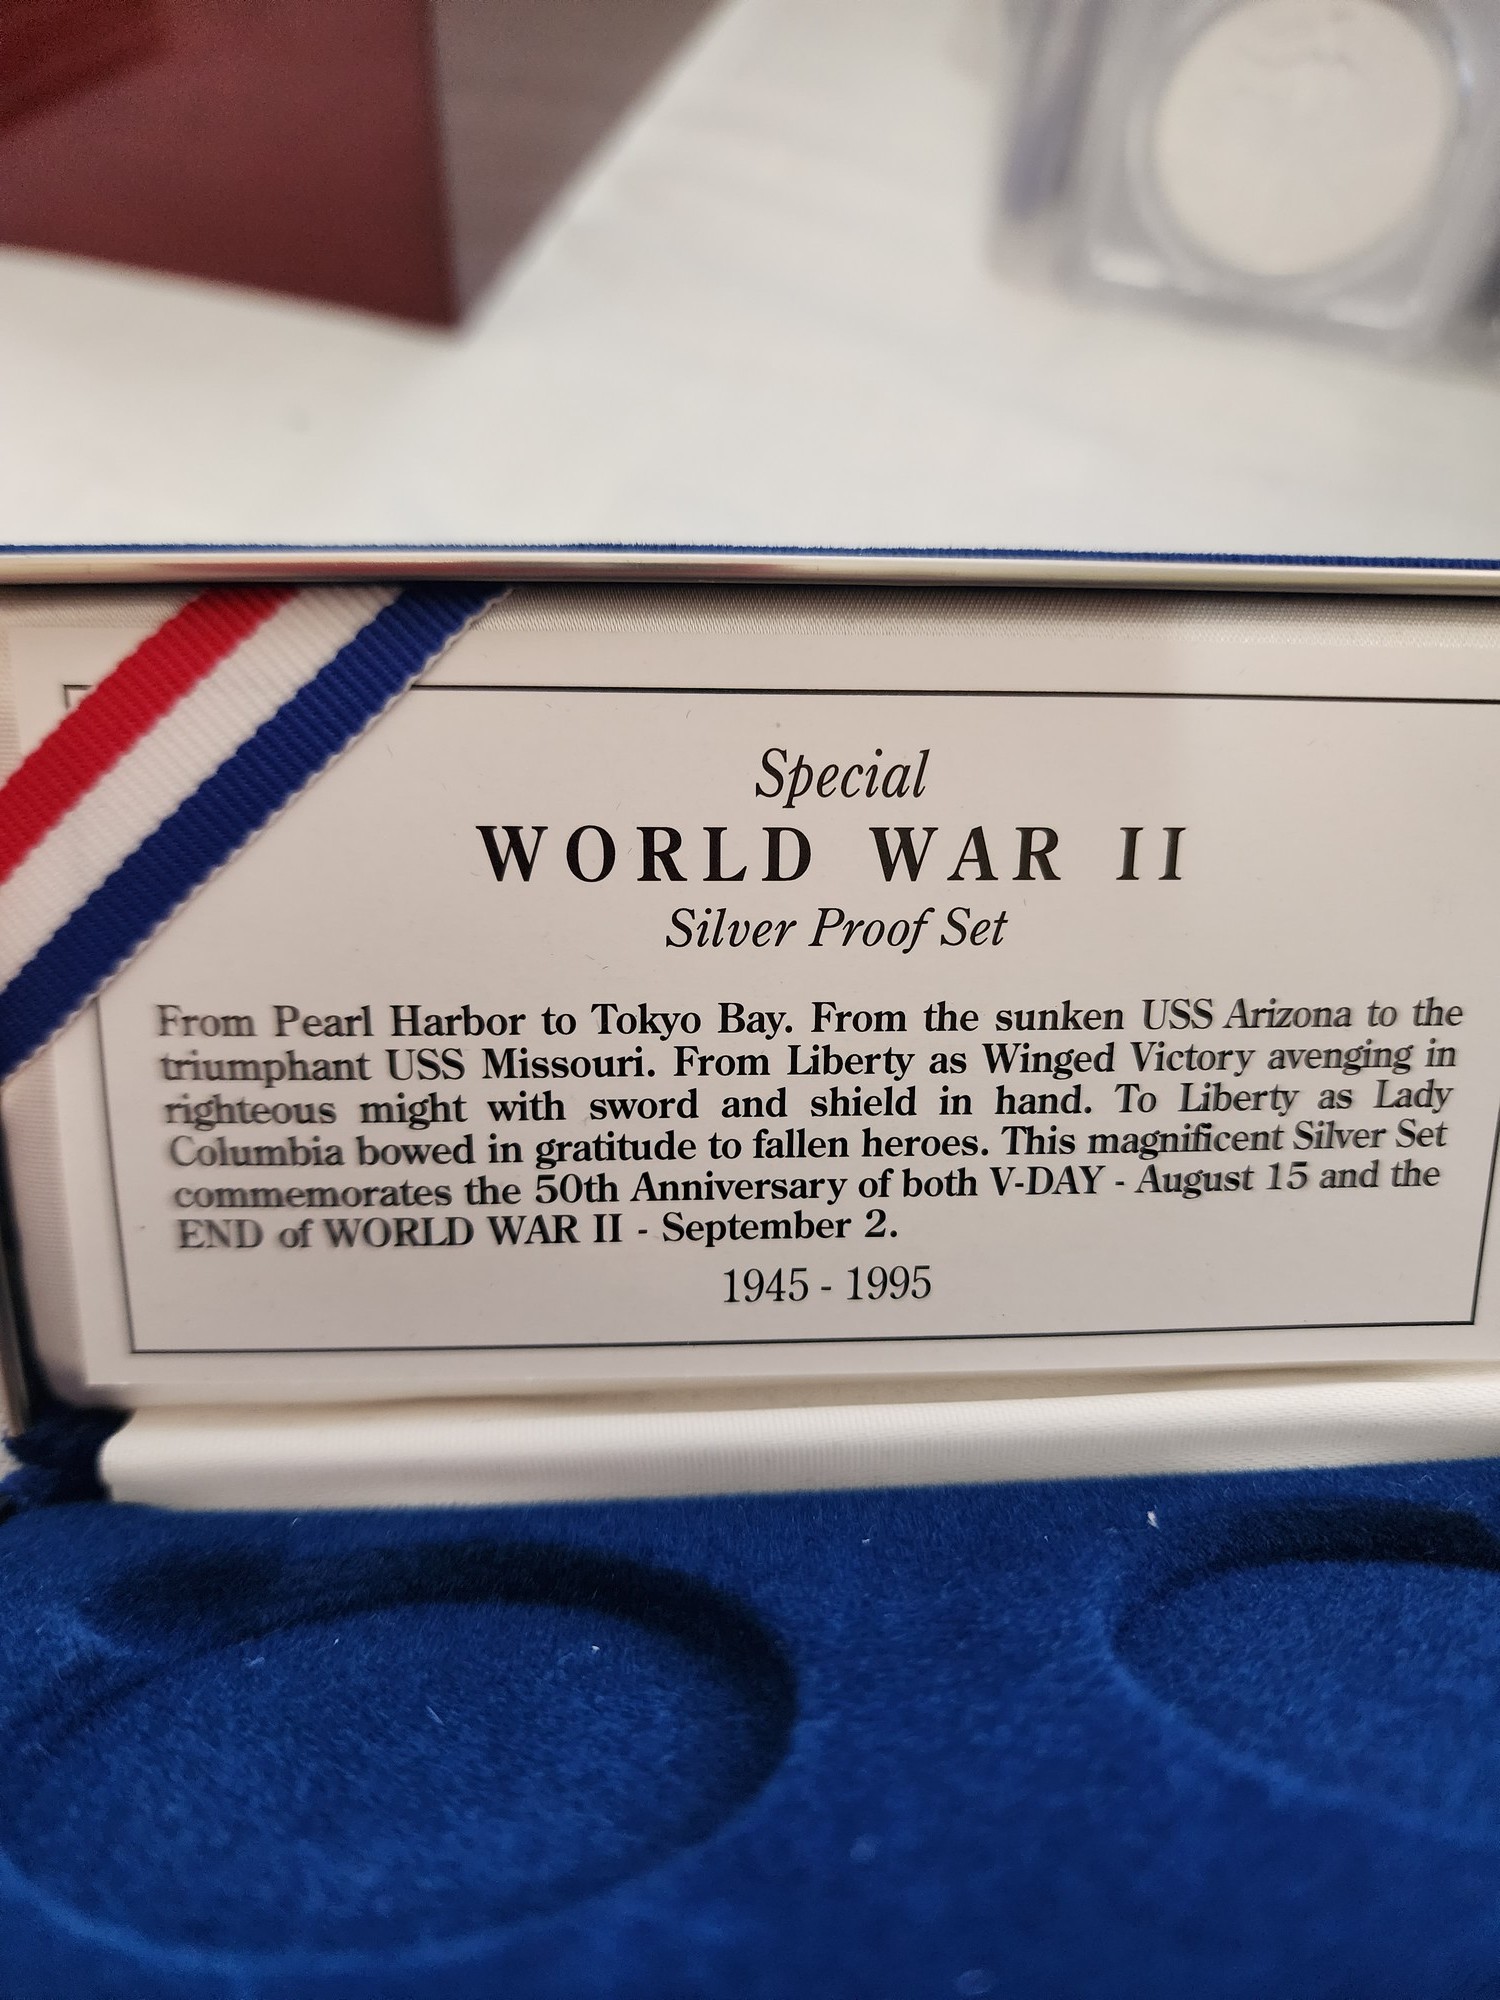 Special
WORLD WAR II
Silver Proof Set
From Pearl Harbor to Tokyo Bay. From the sunken USS Arizona to the
triumphant USS Missouri. From Liberty as Winged Victory avenging in
righteous might with sword and shield in hand. To Liberty as Lady
Columbia bowed in gratitude to fallen heroes. This magnificent Silver Set
commemorates the 50th Anniversary of both V-DAY - August 15 and the
END of WORLD WAR II - September 2.
1945 - 1995